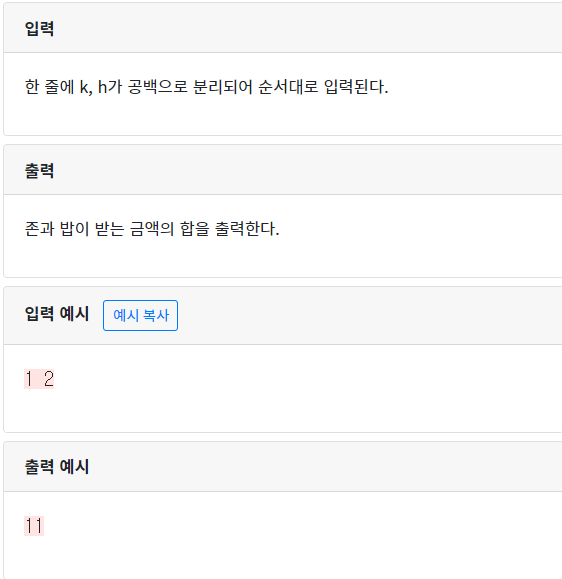 입력
한 줄에 k, h가 공백으로 분리되어 순서대로 입력된다.
출력
존과 밥이 받는 금액의 합을 출력한다.
입력 예시 예시 복사
1 2
출력 예시
11